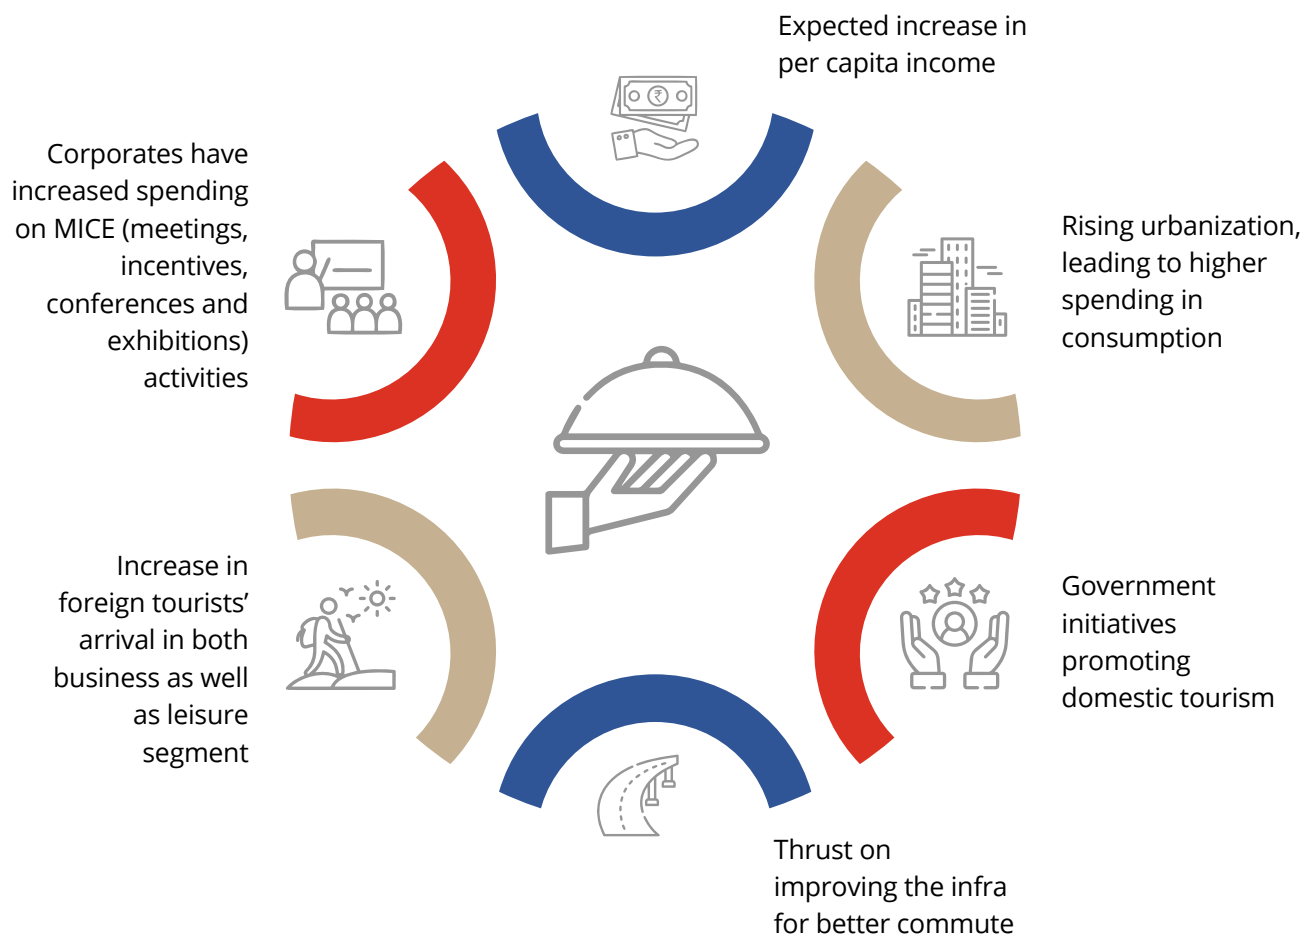 Expected increase in
per capita income
₹
Corporates have
increased spending
on MICE (meetings,
incentives,
conferences and
exhibitions)
activities
Rising urbanization,
leading to higher
spending in
consumption
Increase in
foreign tourists’
arrival in both
business as well
as leisure
segment
Government
initiatives
promoting
domestic tourism
Thrust on
improving the infra
for better commute